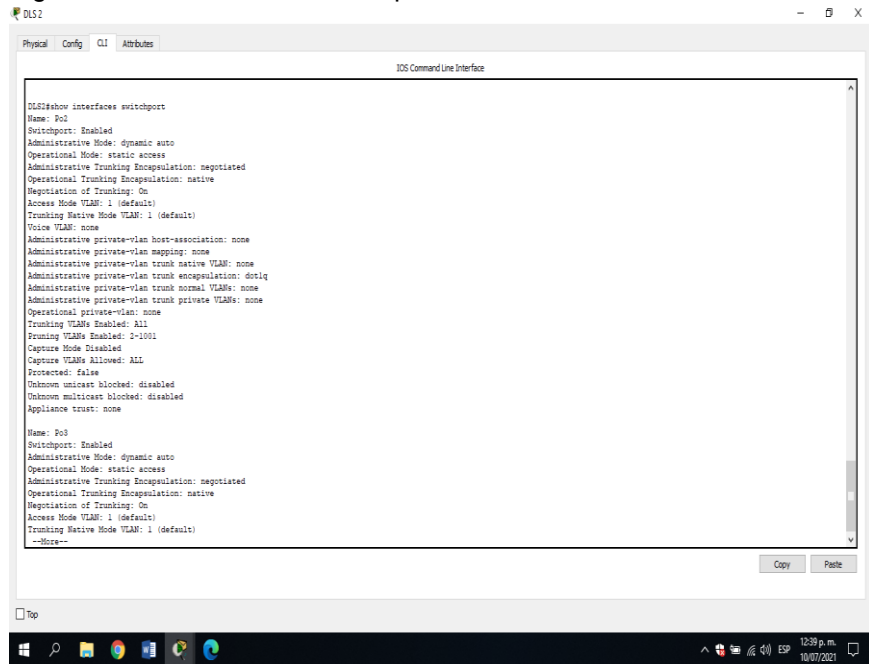 DLS 2
Physical Config CLI Attributes
IOS Command Line Interface
DLS2#show interfaces switchport
Name: Po2
Switchport: Enabled
Administrative Mode: dynamic auto
Operational Mode: static access
Administrative Trunking Encapsulation: negotiated
Operational Trunking Encapsulation: native
Negotiation of Trunking: On
Access Mode VLAN: 1 (default)
Trunking Native Mode VLAN: 1 (default)
Voice VLAN: none
Administrative private-vlan host-association: none
Administrative private-vlan mapping: none
Administrative private-vlan trunk native VLAN: none
Administrative private-vlan trunk encapsulation: dot1q
Administrative private-vlan trunk normal VLANs: none
Administrative private-vlan trunk private VLANs: none
Operational private-vlan: none
Trunking VLANs Enabled: All
Pruning VLANs Enabled: 2-1001
Capture Mode Disabled
Capture VLANs Allowed: ALL
Protected: false
Unknown unicast blocked: disabled
Unknown multicast blocked: disabled
Appliance trust: none
Name: Po3
Switchport: Enabled
Administrative Mode: dynamic auto
Operational Mode: static access
Administrative Trunking Encapsulation: negotiated
Operational Trunking Encapsulation: native
Negotiation of Trunking: On
Access Mode VLAN: 1 (default)
Trunking Native Mode VLAN: 1 (default)
--More--
Copy Paste
Top
ESP
12:39 p. m.
10/07/2021